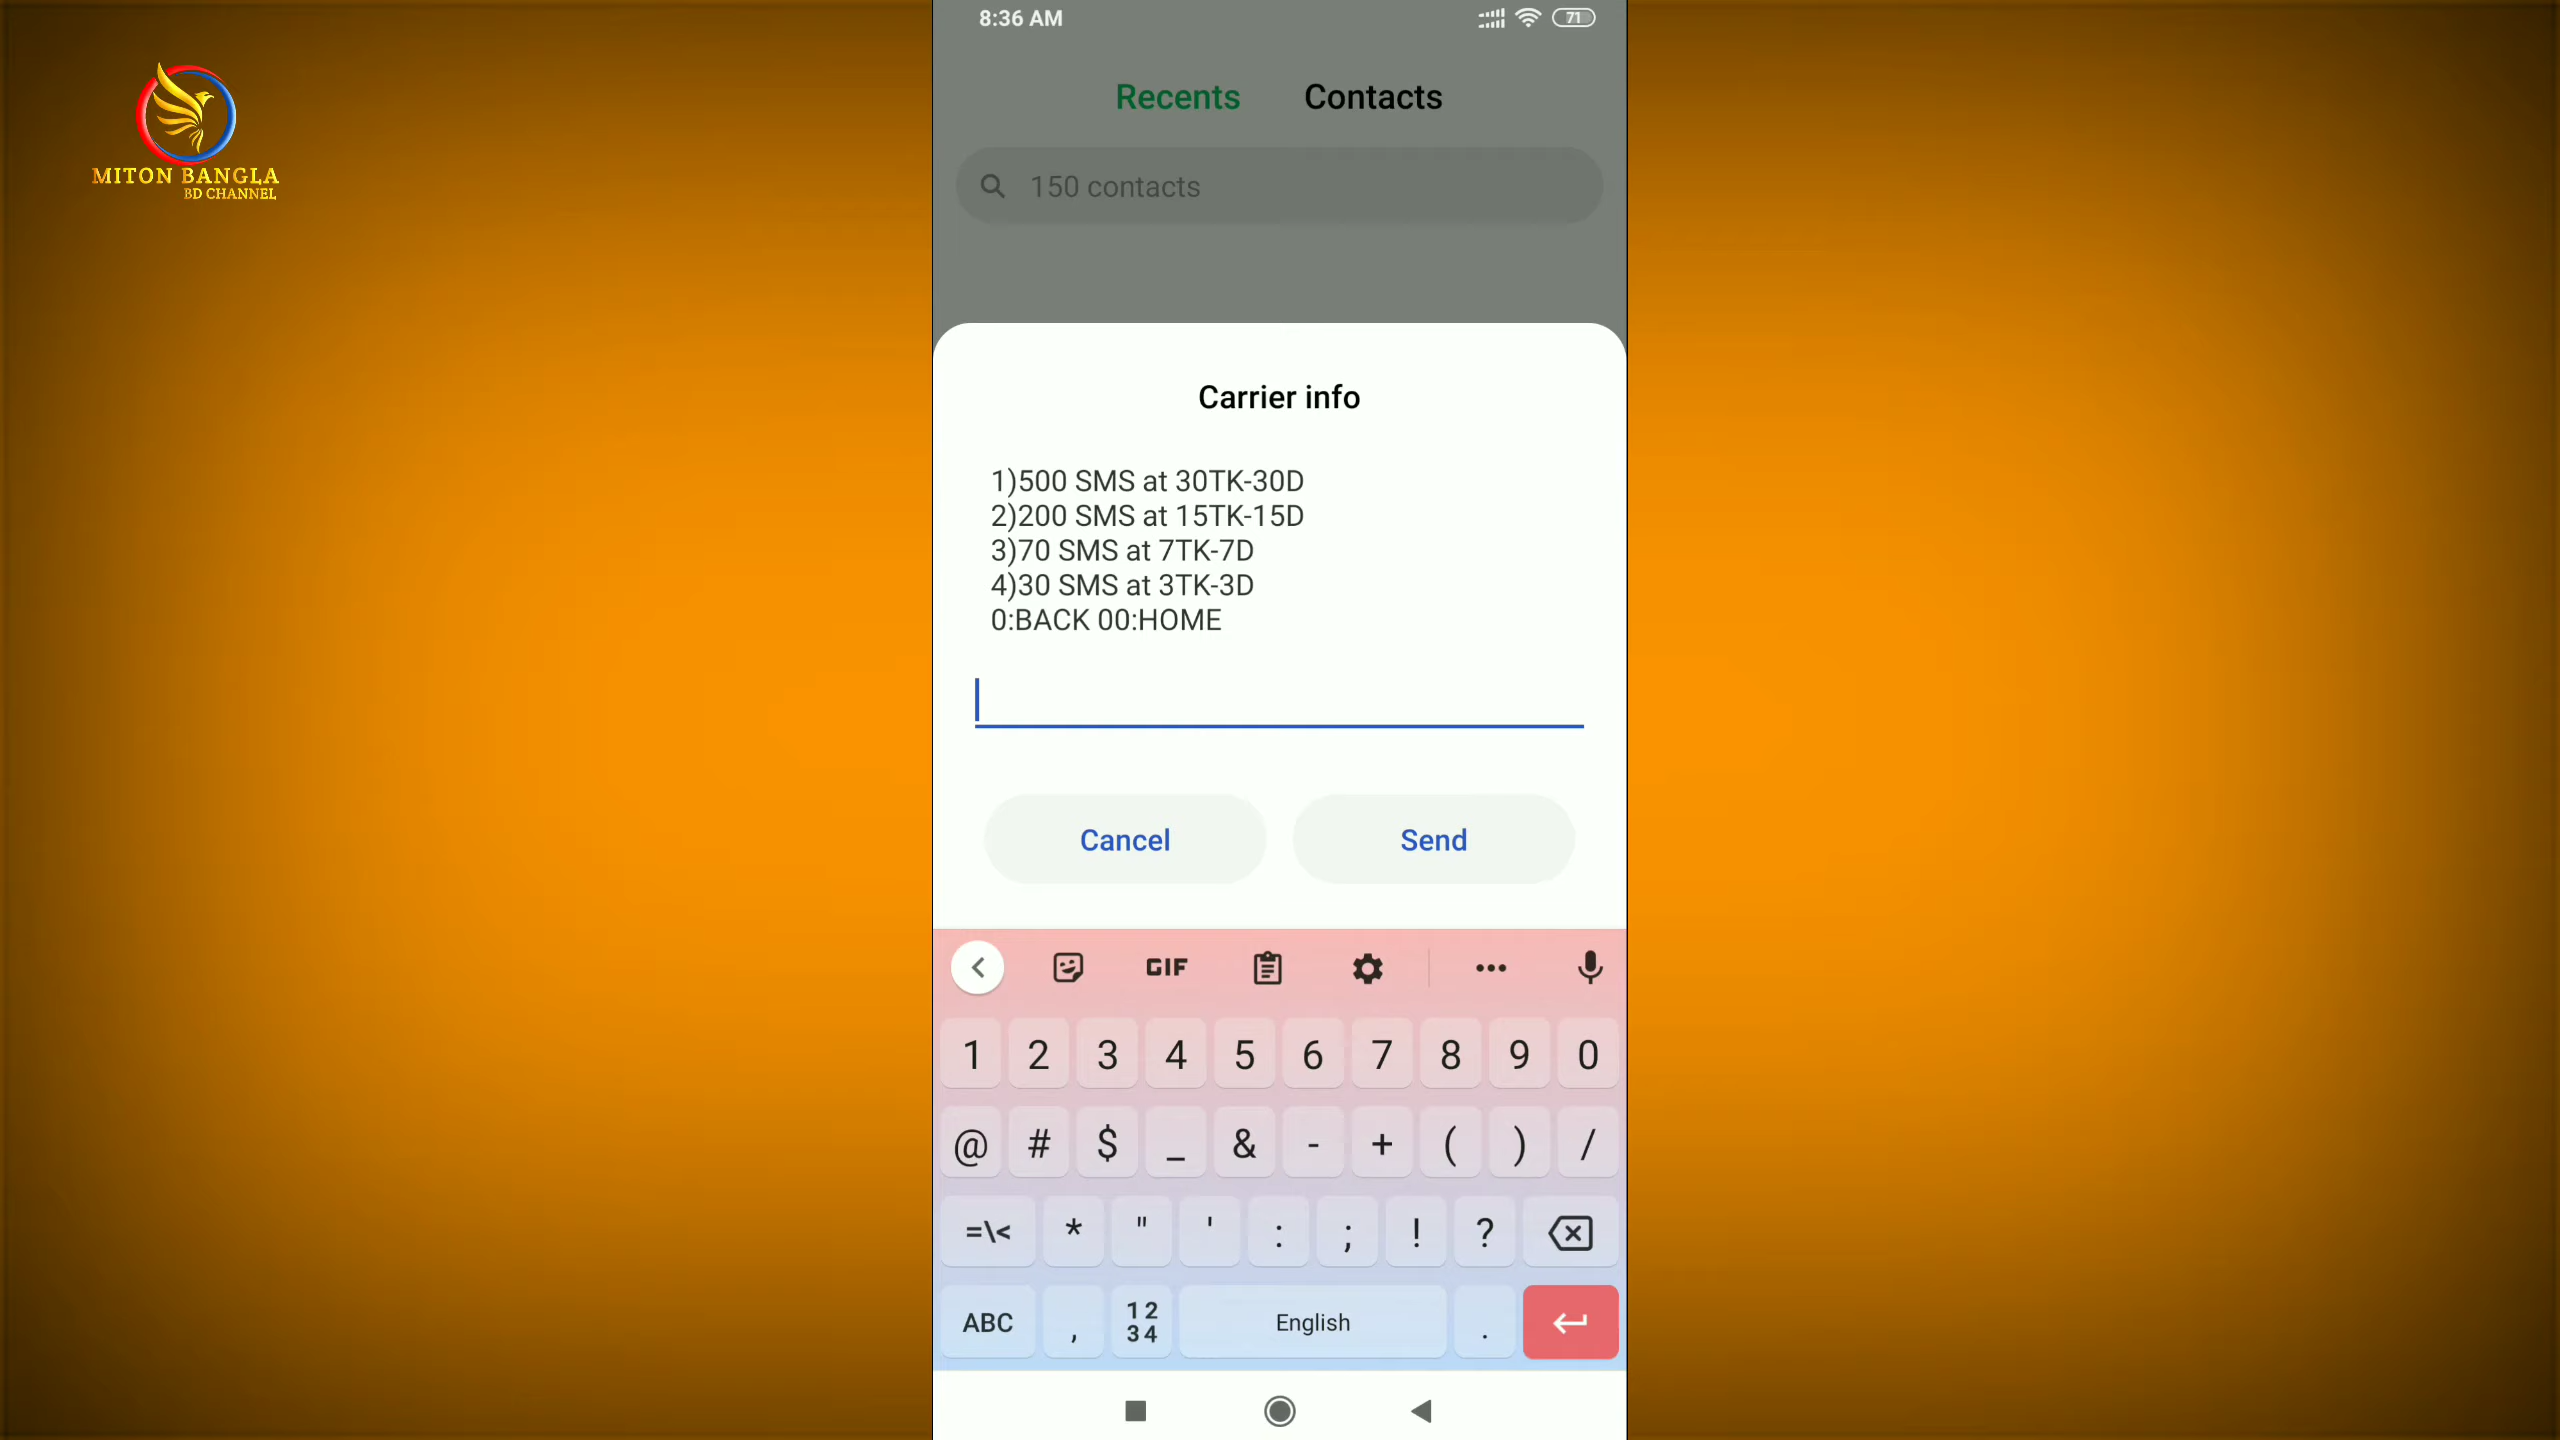 8:36 AM
71
MITON BANGLA
BD CHANNEL
Recents Contacts
150 contacts
Carrier info
1)500 SMS at 30TK-30D
2)200 SMS at 15TK-15D
3)70 SMS at 7TK-7D
4)30 SMS at 3TK-3D
0:BACK 00:HOME
Cancel Send
GIF
1 2 3 4 5 6 7 8 9 0
@ # $ _ & - + ( ) /
=\< * " ' : ; ! ?
ABC , 12 34 English .